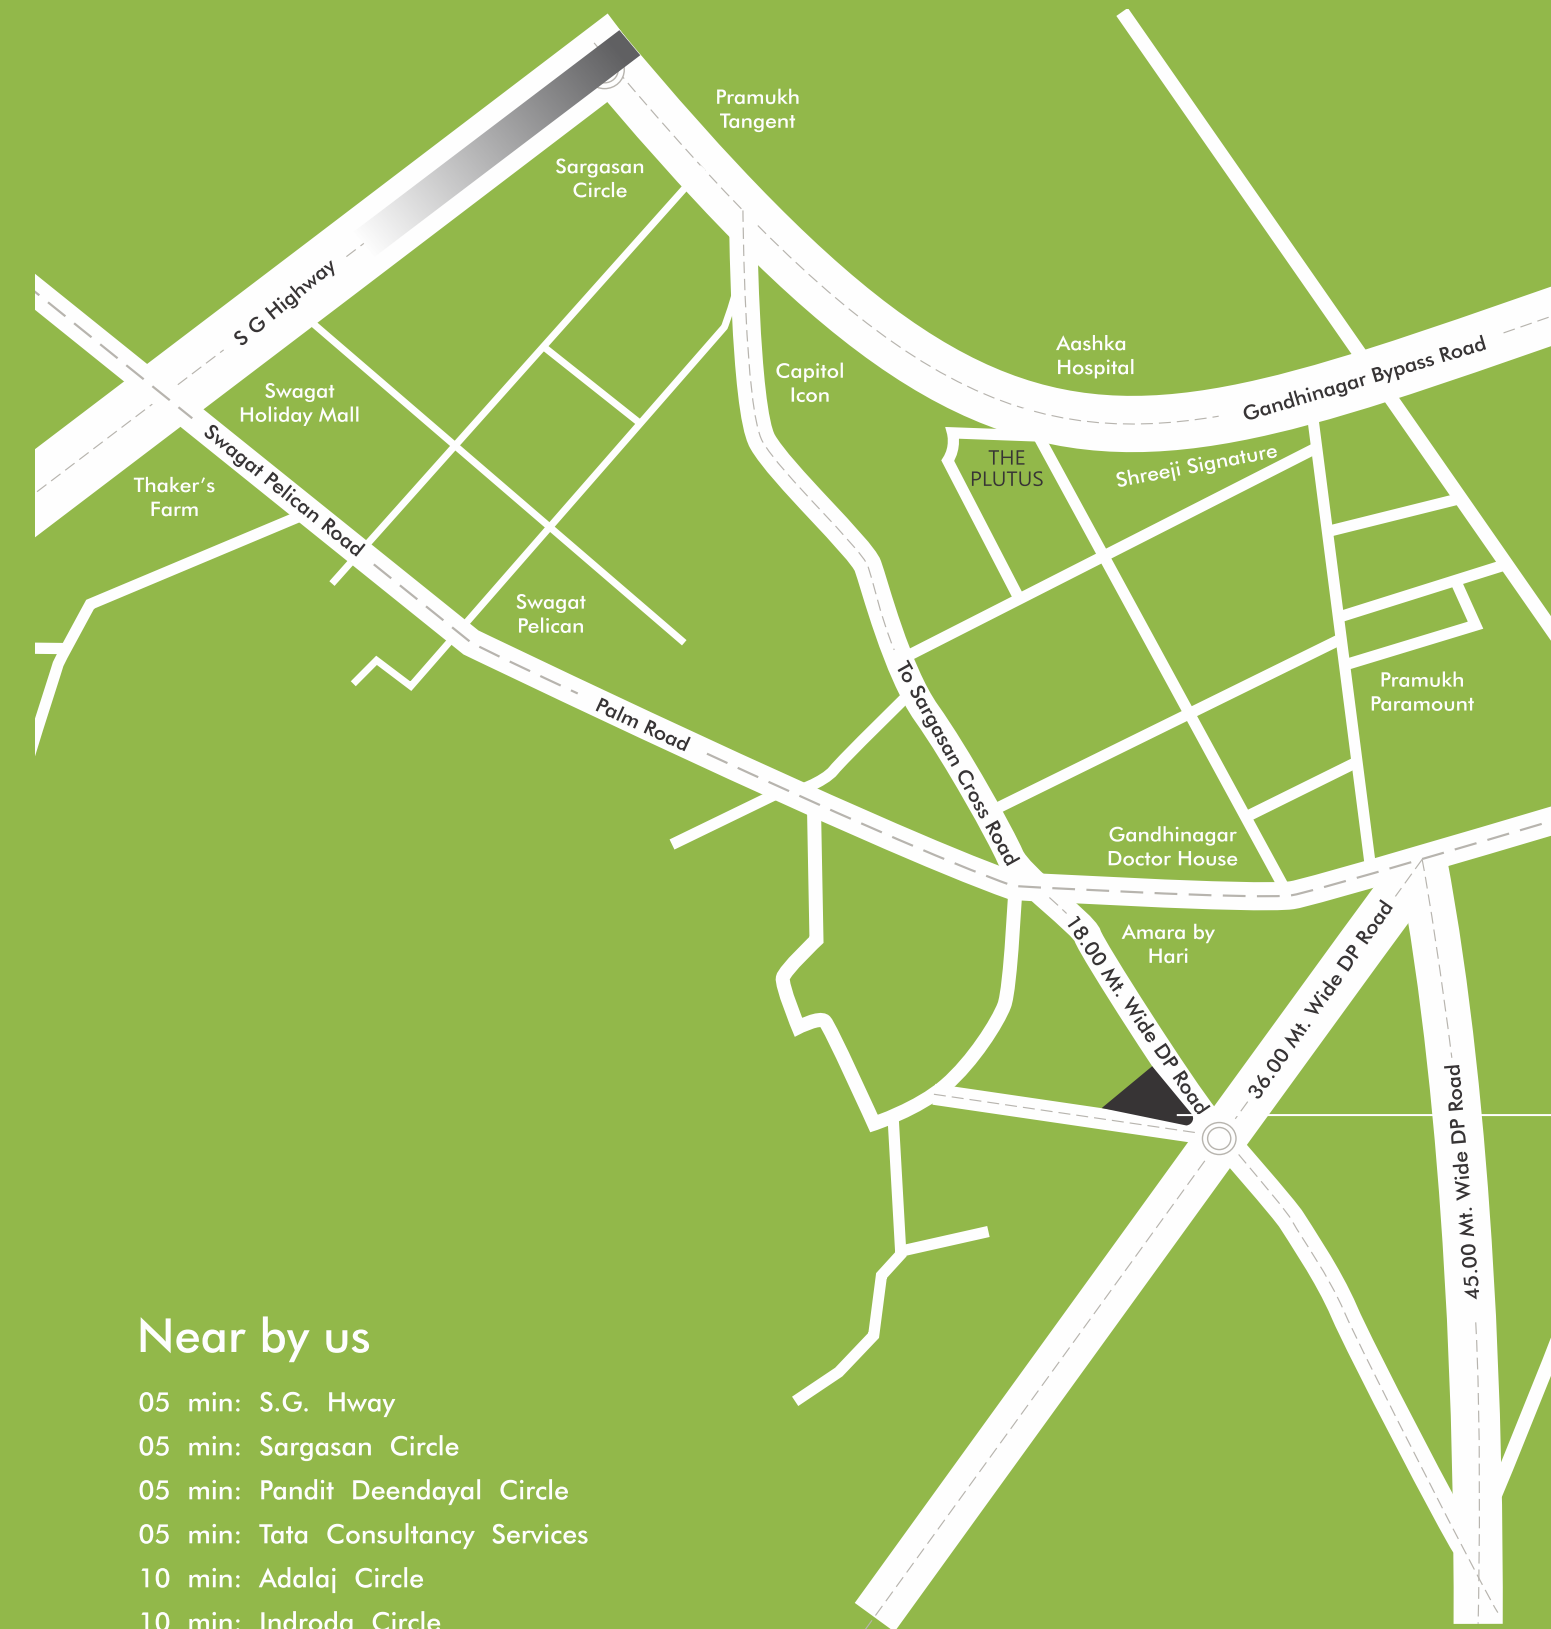 Pramukh
Tangent
Sargasan
Circle
S G Highway
Aashka
Hospital
Gandhinagar Bypass Road
Capitol
Icon
Swagat
Holiday Mall
Swagat Pelican Road
THE
PLUTUS
Shreeji Signature
Thaker's
Farm
Swagat
Pelican
To Sargasan Cross Road
Pramukh
Paramount
Palm Road
Gandhinagar
Doctor House
Amara by
Hari
18.00 Mt. Wide DP Road
36.00 Mt. Wide DP Road
45.00 Mt. Wide DP Road
Near by us
05 min: S.G. Hway
05 min: Sargasan Circle
05 min: Pandit Deendayal Circle
05 min: Tata Consultancy Services
10 min: Adalaj Circle
10 min: Indroda Circle